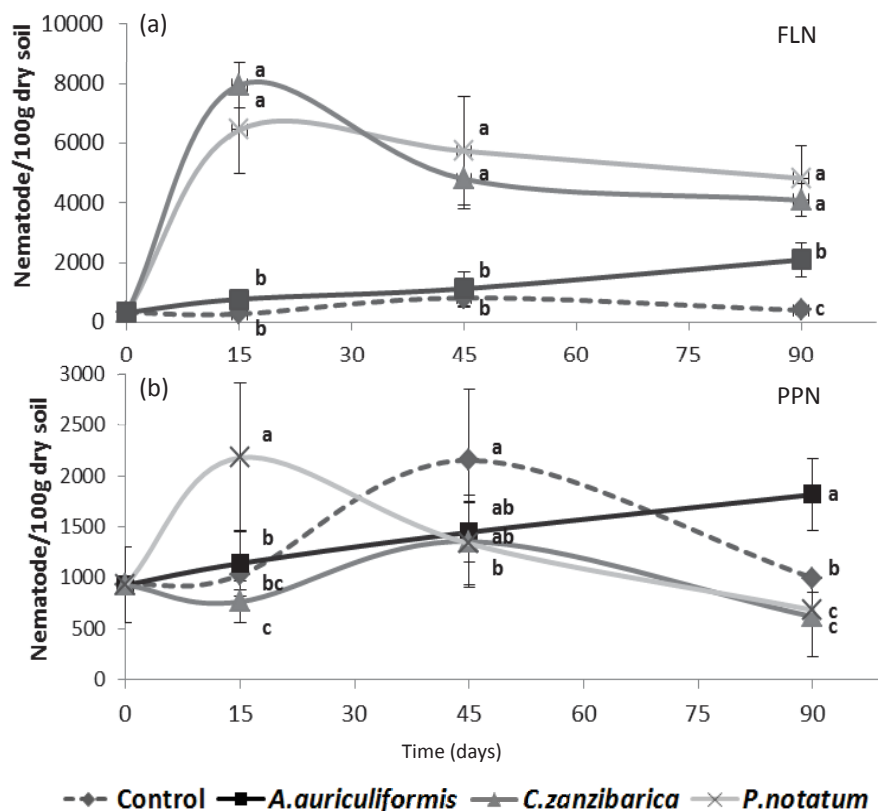 (a) FLN
Nematode/100g dry soil
10000
8000
6000
4000
2000
0
a
a
b
b
a
a
b
b
a
a
b
c
0 15 30 45 60 75 90
(b) PPN
Nematode/100g dry soil
3000
2500
2000
1500
1000
500
0
a
b
bc
c
a
ab
ab
b
a
b
c
c
0 15 30 45 60 75 90
Time (days)
Control A.auriculiformis C.zanzibarica P.notatum